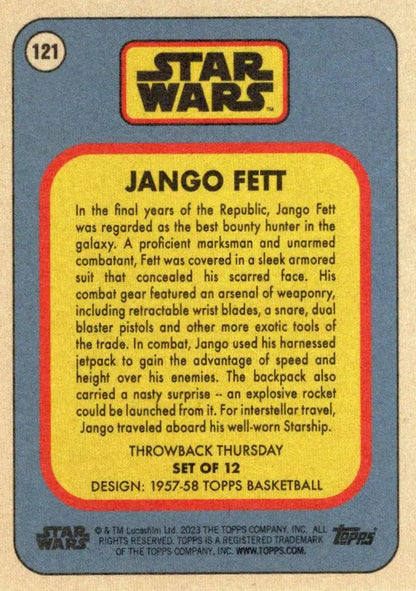 121
STAR
WARS
TM
JANGO FETT
In the final years of the Republic, Jango Fett
was regarded as the best bounty hunter in the
galaxy. A proficient marksman and unarmed
combatant, Fett was covered in a sleek armored
suit that concealed his scarred face. His
combat gear featured an arsenal of weaponry,
including retractable wrist blades, a snare, dual
blaster pistols and other more exotic tools of
the trade. In combat, Jango used his harnessed
jetpack to gain the advantage of speed and
height over his enemies. The backpack also
carried a nasty surprise -- an explosive rocket
could be launched from it. For interstellar travel,
Jango traveled aboard his well-worn Starship.
THROWBACK THURSDAY
SET OF 12
DESIGN: 1957-58 TOPPS BASKETBALL
STAR
WARS
© & TM Lucasfilm Ltd. 2023 THE TOPPS COMPANY, INC. ALL
RIGHTS RESERVED. TOPPS IS A REGISTERED TRADEMARK
OF THE TOPPS COMPANY, INC. WWW.TOPPS.COM.
Topps